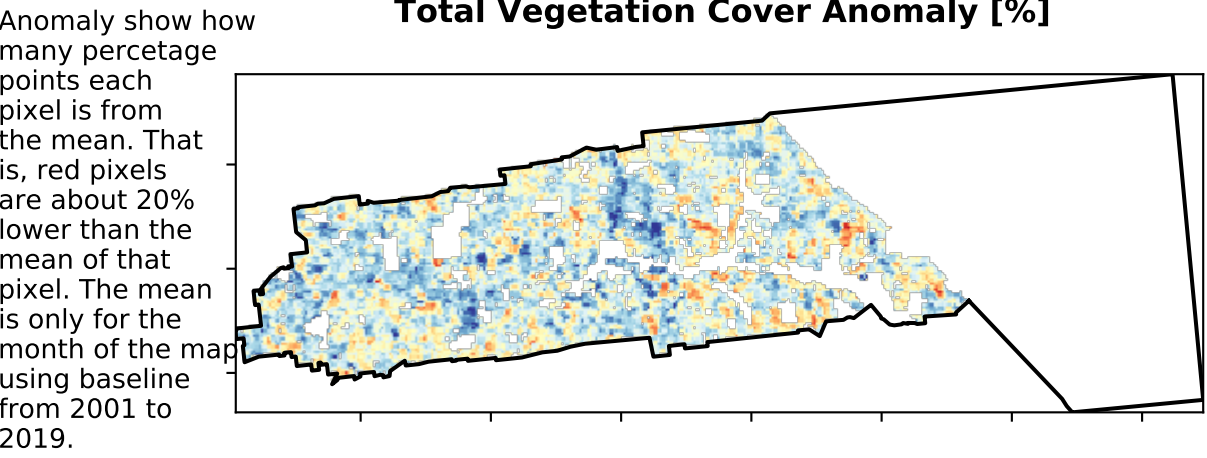 Total Vegetation Cover Anomaly [%]
Anomaly show how
many percetage
points each
pixel is from
the mean. That
is, red pixels
are about 20%
lower than the
mean of that
pixel. The mean
is only for the
month of the map
using baseline
from 2001 to
2019.